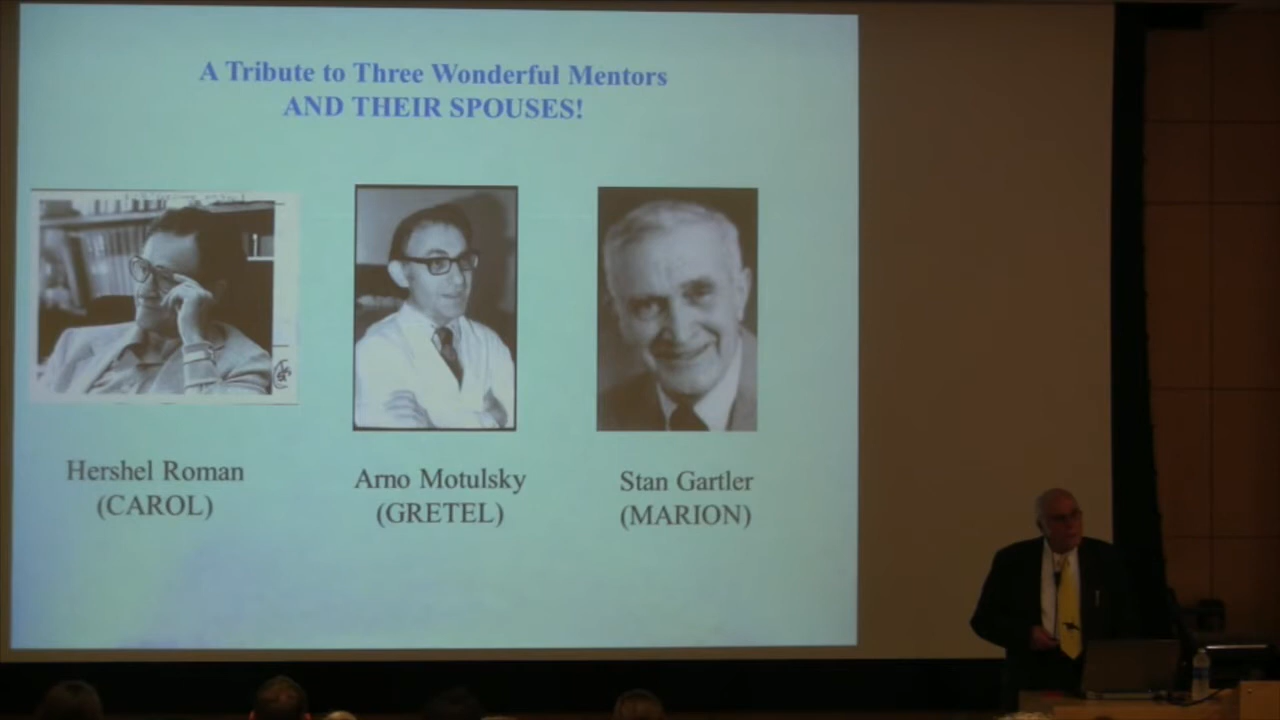 A Tribute to Three Wonderful Mentors
AND THEIR SPOUSES!
Hershel Roman
(CAROL)
Arno Motulsky
(GRETEL)
Stan Gartler
(MARION)